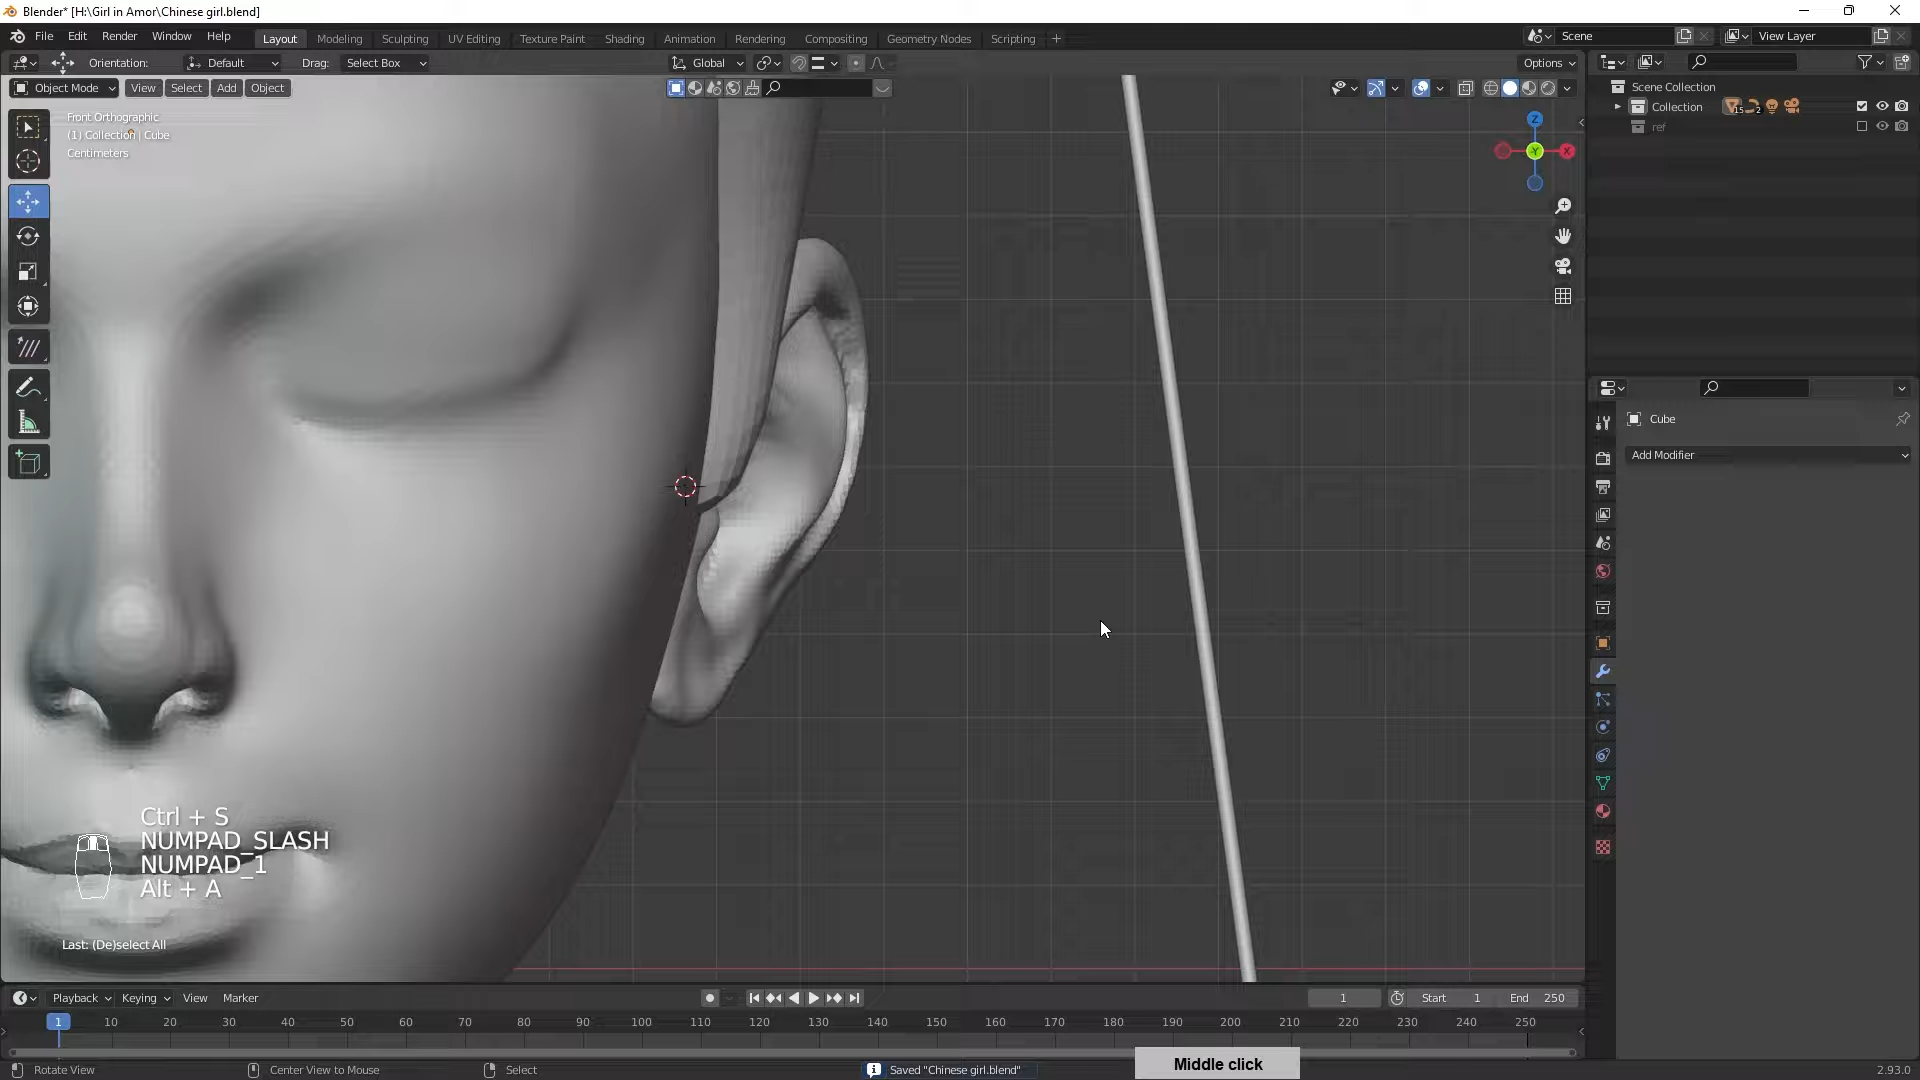 Blender* [H:\Girl in Amor\Chinese girl.blend]
File Edit Render Window Help
Layout Modeling Sculpting UV Editing Texture Paint Shading Animation Rendering Compositing Geometry Nodes Scripting +
Scene
View Layer
Orientation: Default Drag: Select Box
Global
Options
Object Mode View Select Add Object
Front Orthographic
(1) Collection | Cube
Centimeters
Z
Y
X
Scene Collection
Collection 15 2
ref
Cube
Add Modifier
Ctrl + S
NUMPAD_SLASH
NUMPAD_1
Alt + A
Last: (De)select All
Playback Keying View Marker
1 Start 1 End 250
1 10 20 30 40 50 60 70 80 90 100 110 120 130 140 150 160 170 180 190 200 210 220 230 240 250
Rotate View Center View to Mouse Select Saved "Chinese girl.blend" Middle click 2.93.0